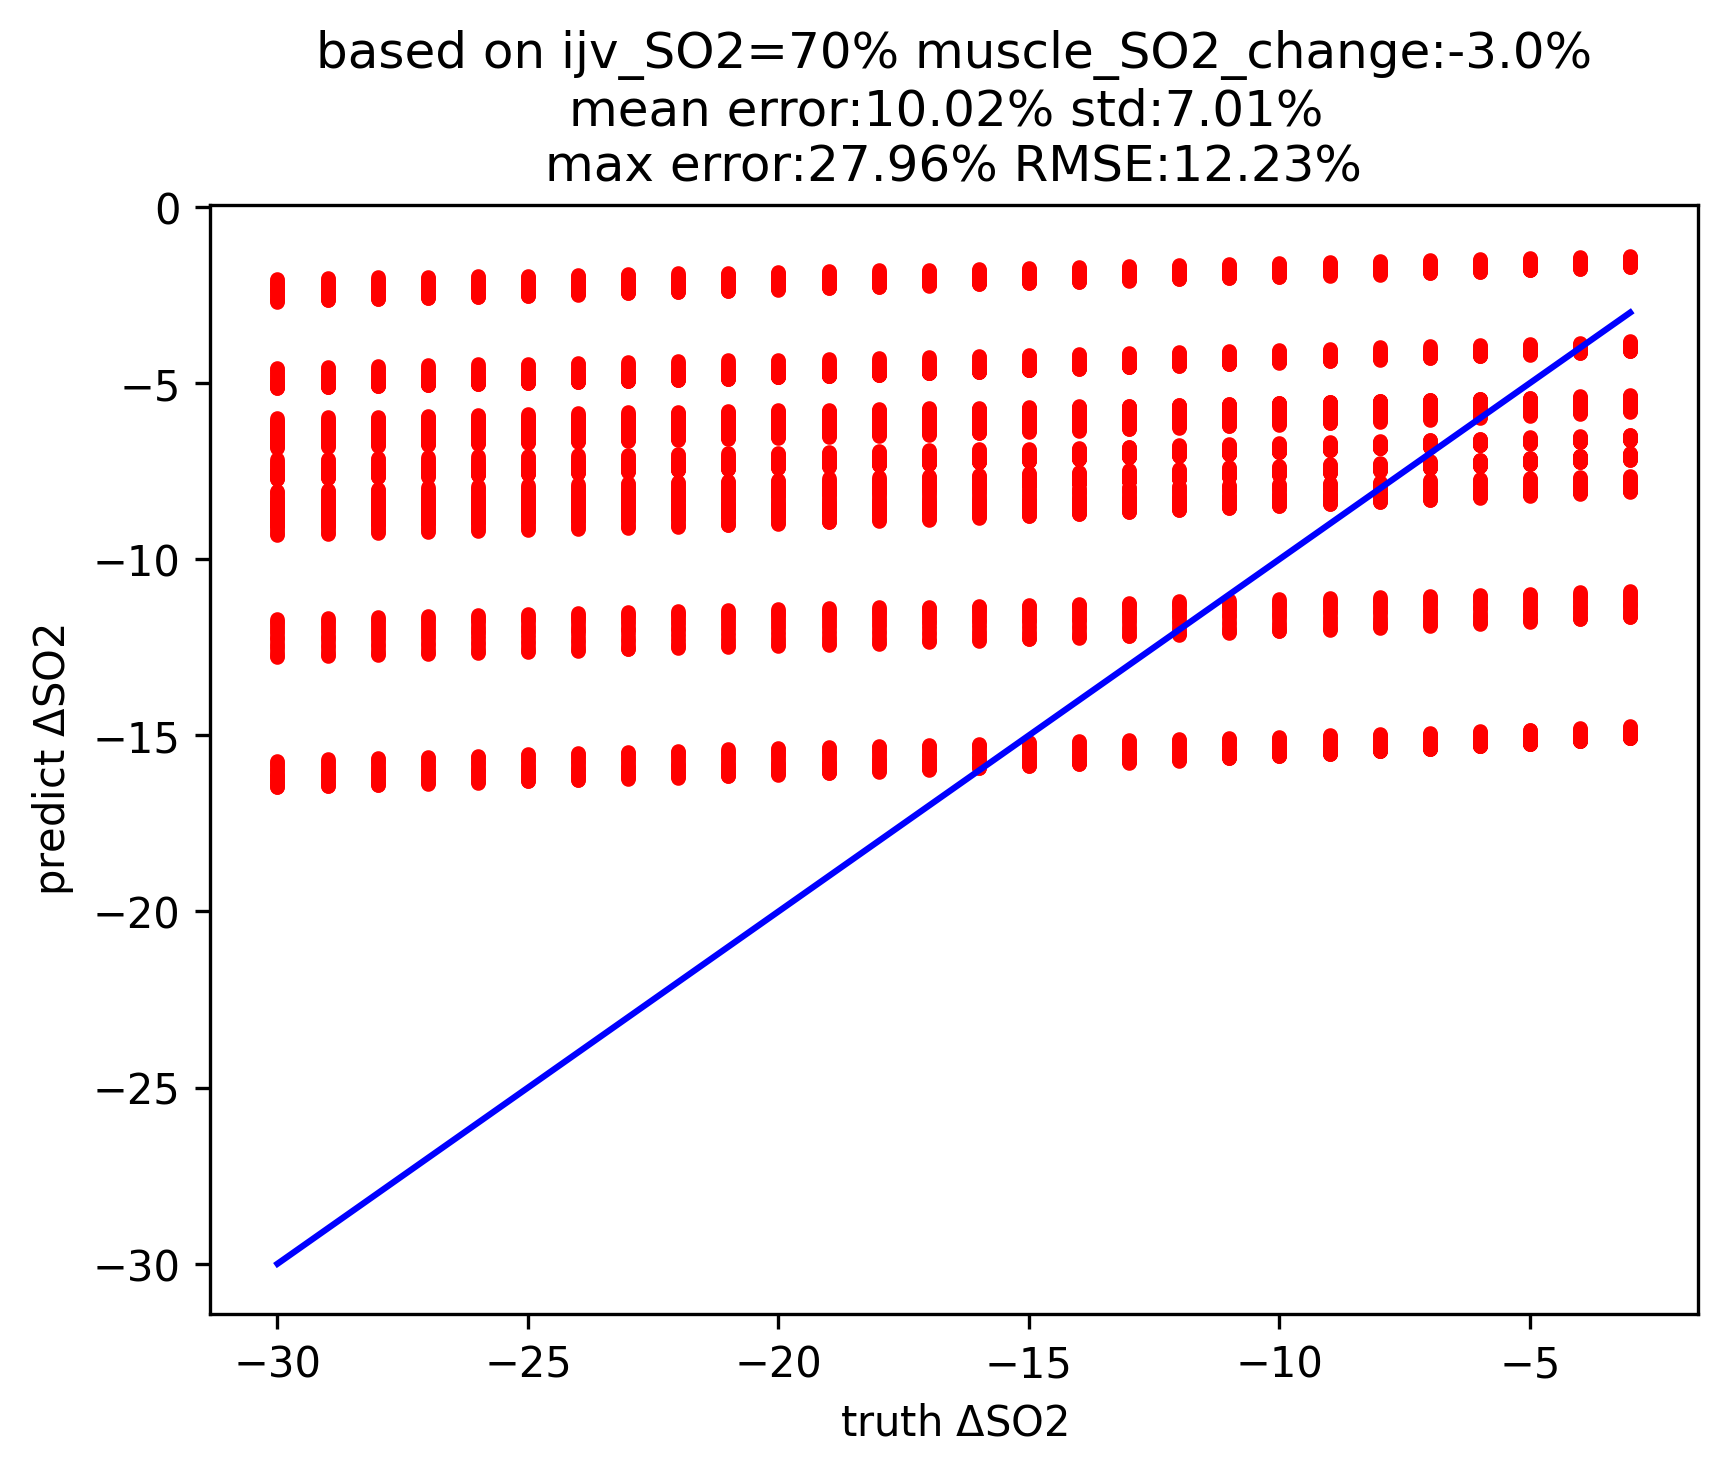 based on ijv_SO2=70% muscle_SO2_change:-3.0%
mean error:10.02% std:7.01%
max error:27.96% RMSE:12.23%
0
−5
−10
−15
−20
−25
−30
predict ΔSO2
−30
−25
−20
−15
−10
−5
truth ΔSO2